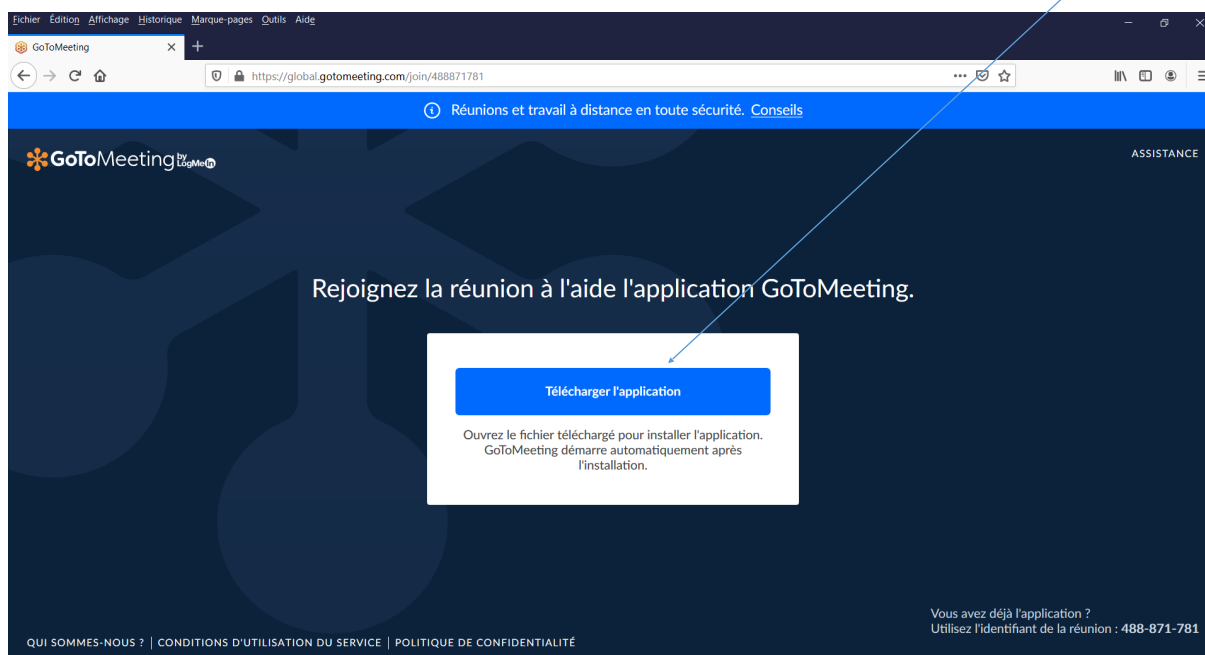 Fichier Édition Affichage Historique Marque-pages Outils Aide
GoToMeeting
https://global.gotomeeting.com/join/488871781
Réunions et travail à distance en toute sécurité. Conseils
GoToMeeting by LogMeIn
ASSISTANCE
Rejoignez la réunion à l'aide l'application GoToMeeting.
Télécharger l'application
Ouvrez le fichier téléchargé pour installer l'application.
GoToMeeting démarre automatiquement après
l'installation.
Vous avez déjà l'application ?
Utilisez l'identifiant de la réunion : 488-871-781
QUI SOMMES-NOUS ? | CONDITIONS D'UTILISATION DU SERVICE | POLITIQUE DE CONFIDENTIALITÉ